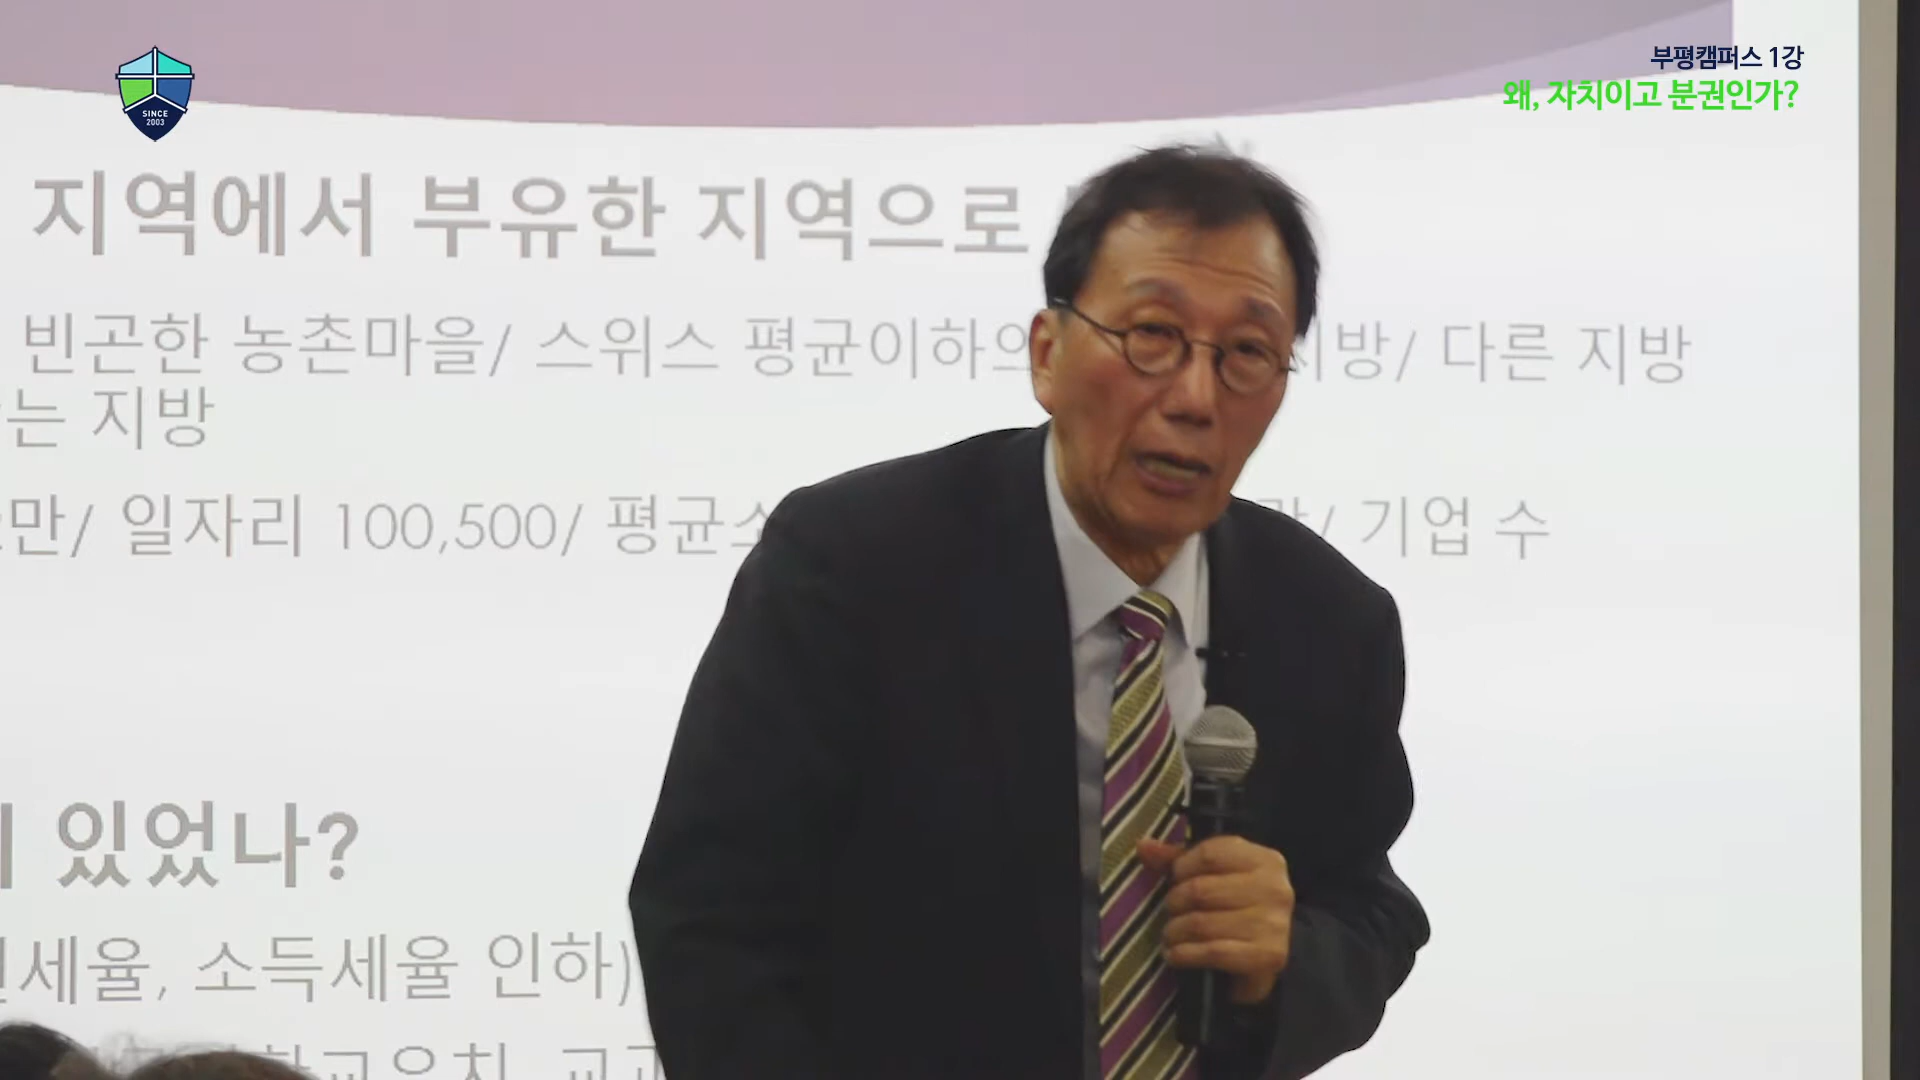 SINCE
2003
부평캠퍼스 1강
왜, 자치이고 분권인가?
지역에서 부유한 지역으로
빈곤한 농촌마을/ 스위스 평균이하의 지방/ 다른 지방
는 지방
만/ 일자리 100,500/ 기업 수
있었나?
세율, 소득세율 인하)